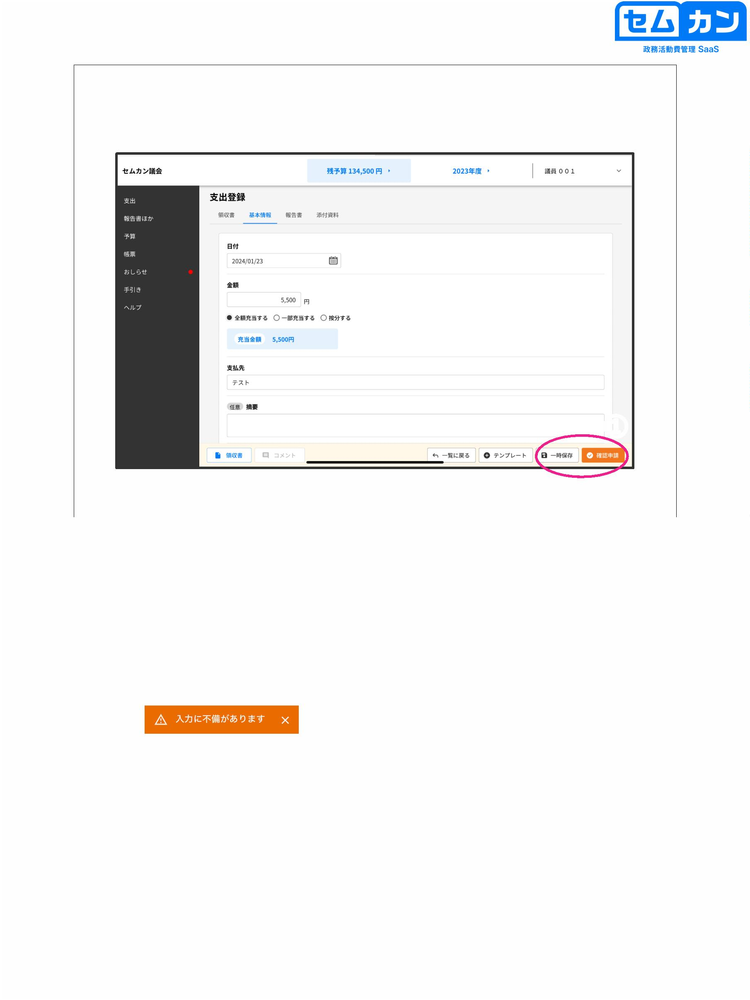 セムカン
政務活動費管理 SaaS
セムカン議会
残予算 134,500 円
2023年度
議員 0 0 1
支出
報告書ほか
予算
帳票
おしらせ
手引き
ヘルプ
支出登録
領収書 基本情報 報告書 添付資料
日付
2024/01/23
金額
5,500 円
全額充当する 一部充当する 按分する
充当金額 5,500円
支払先
テスト
任意 摘要
領収書 コメント 一覧に戻る テンプレート 一時保存 確認申請
入力に不備があります